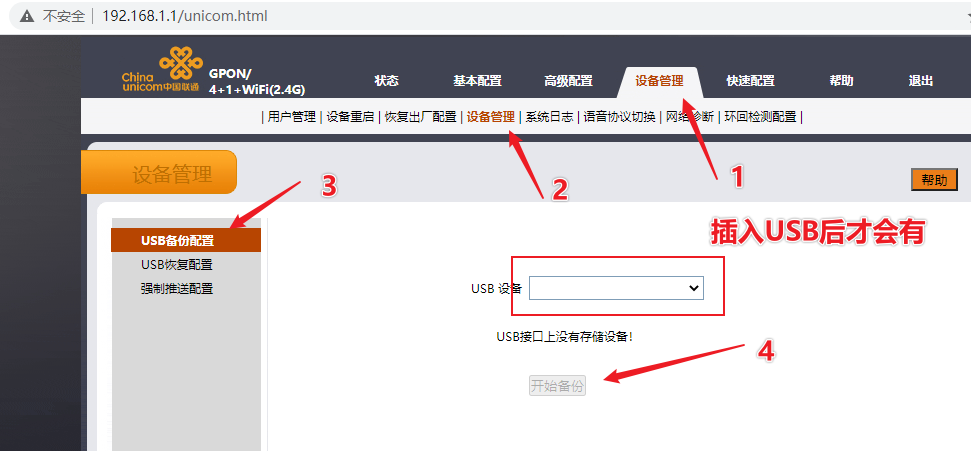 不安全 | 192.168.1.1/unicom.html
China unicom中国联通
GPON/
4+1+WiFi(2.4G)
状态 基本配置 高级配置 设备管理 快速配置 帮助 退出
| 用户管理 | 设备重启 | 恢复出厂配置 | 设备管理 | 系统日志 | 语音协议切换 | 网络诊断 | 环回检测配置 |
设备管理
3
2
1
帮助
插入USB后才会有
USB备份配置
USB恢复配置
强制推送配置
USB 设备
USB接口上没有存储设备!
4
开始备份